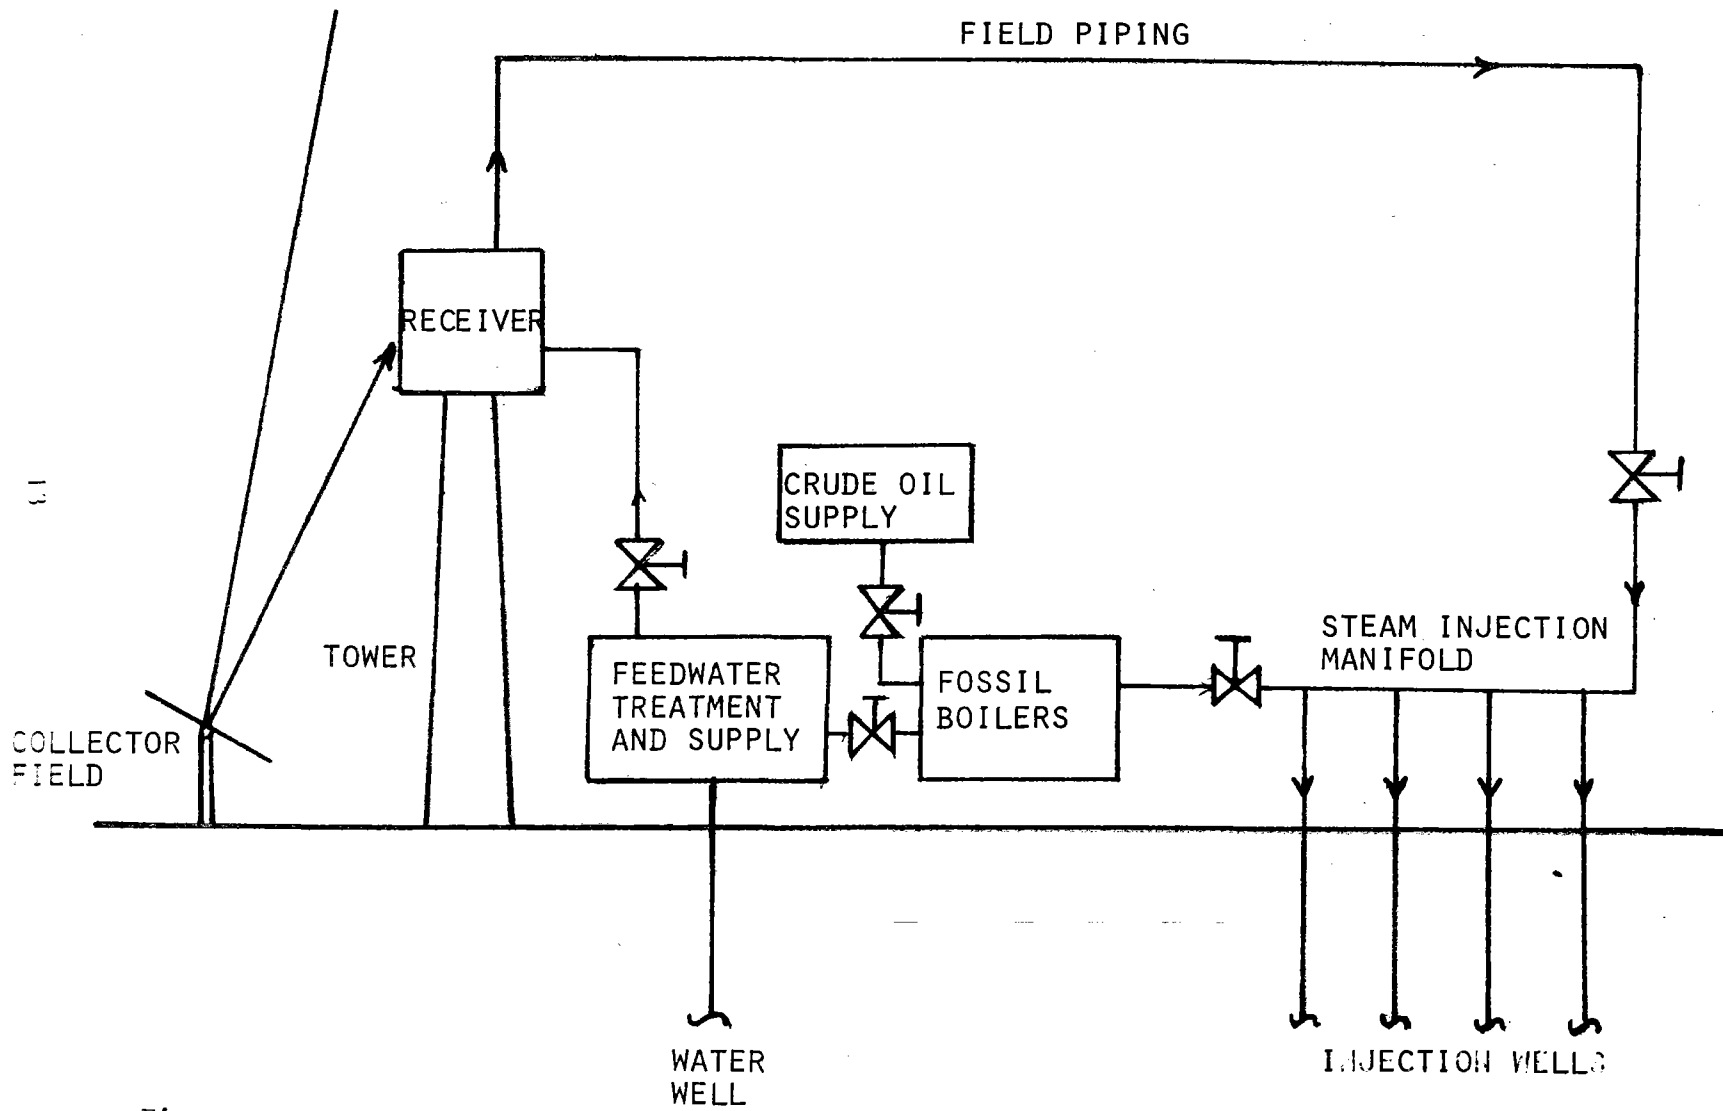 FIELD PIPING
RECEIVER
CRUDE OIL
SUPPLY
TOWER
FEEDWATER
TREATMENT
AND SUPPLY
FOSSIL
BOILERS
STEAM INJECTION
MANIFOLD
COLLECTOR
FIELD
13
WATER
WELL
INJECTION WELLS